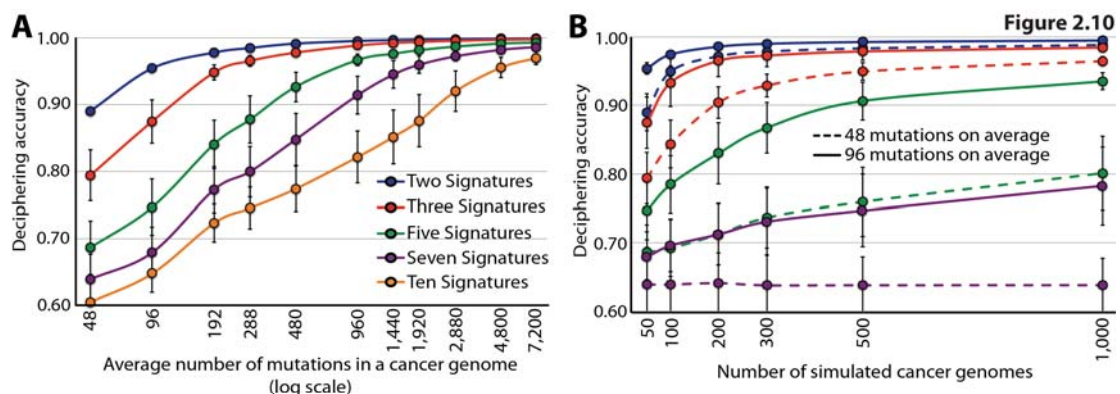 A
1.00
0.90
0.80
0.70
0.60
Deciphering accuracy
Two Signatures
Three Signatures
Five Signatures
Seven Signatures
Ten Signatures
48
96
192
288
480
960
1,440
1,920
2,880
4,800
7,200
Average number of mutations in a cancer genome
(log scale)
B
Figure 2.10
1.00
0.90
0.80
0.70
0.60
Deciphering accuracy
48 mutations on average
96 mutations on average
50
100
200
300
500
1,000
Number of simulated cancer genomes